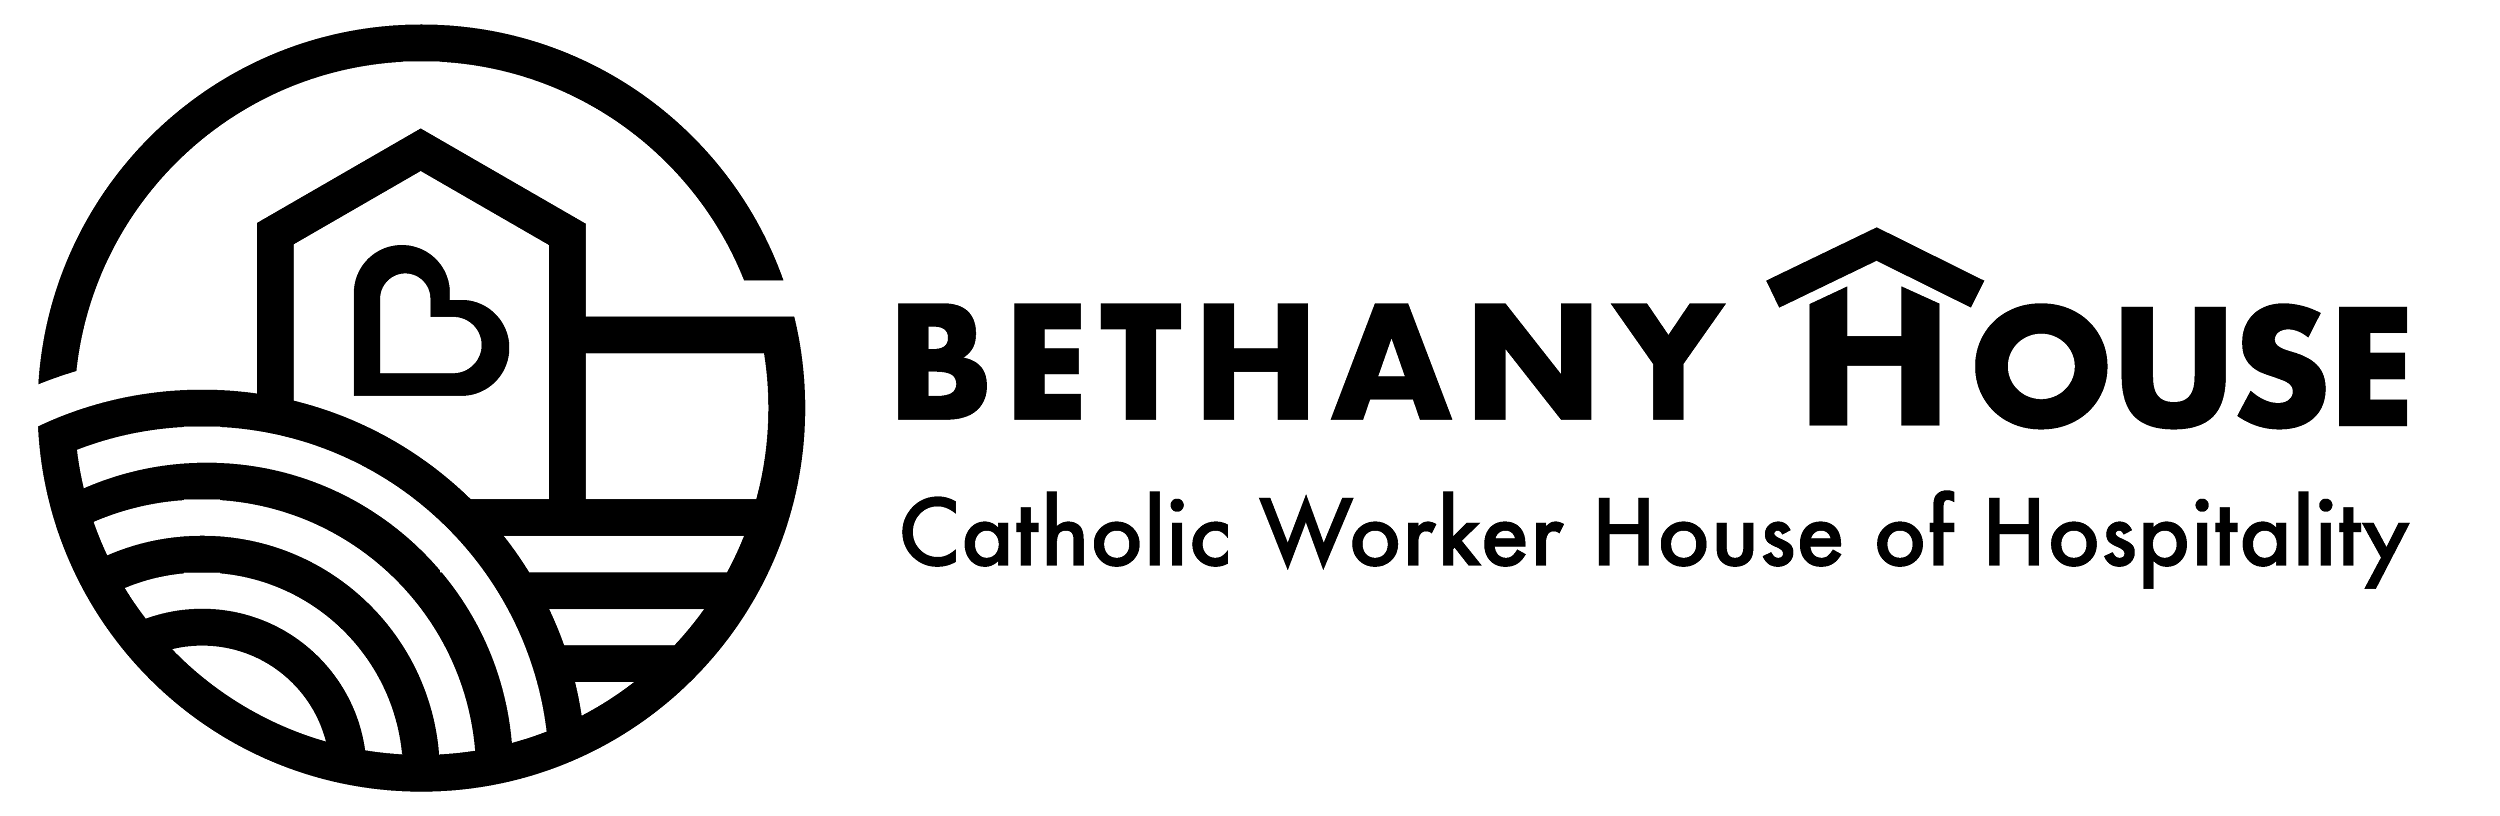 BETHANY HOUSE
Catholic Worker House of Hospitality